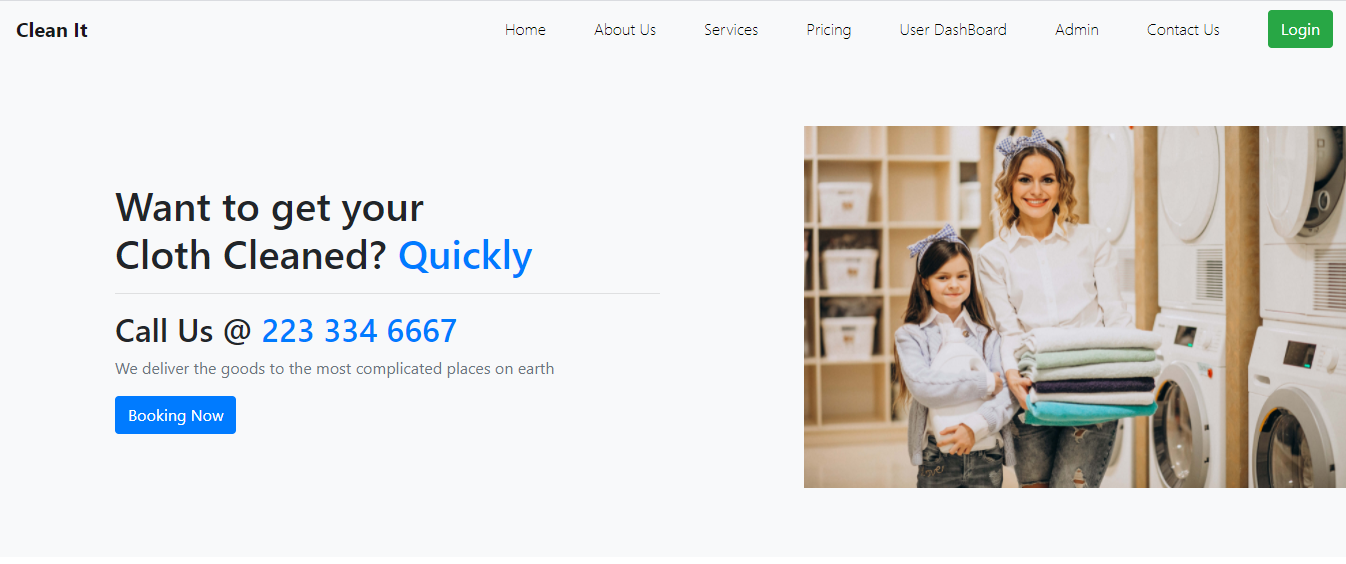 Clean It
Home
About Us
Services
Pricing
User DashBoard
Admin
Contact Us
Login
Want to get your
Cloth Cleaned? Quickly
Call Us @ 223 334 6667
We deliver the goods to the most complicated places on earth
Booking Now